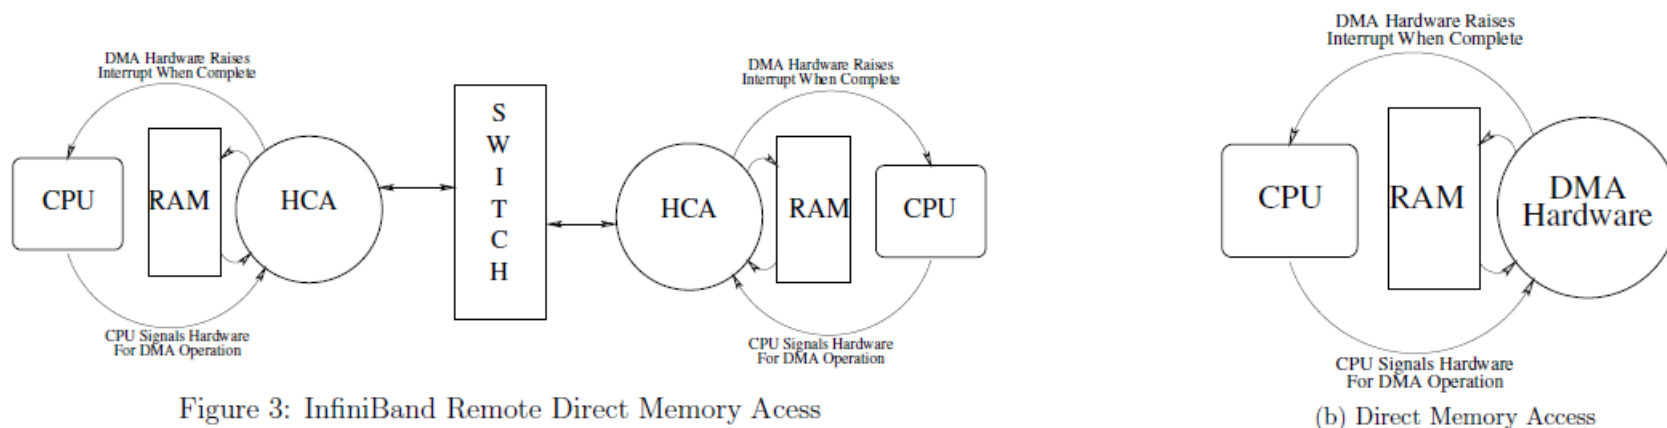 DMA Hardware Raises
Interrupt When Complete
CPU
RAM
HCA
CPU Signals Hardware
For DMA Operation
S
W
I
T
C
H
DMA Hardware Raises
Interrupt When Complete
HCA
RAM
CPU
CPU Signals Hardware
For DMA Operation
Figure 3: InfiniBand Remote Direct Memory Acess
DMA Hardware Raises
Interrupt When Complete
CPU
RAM
DMA
Hardware
CPU Signals Hardware
For DMA Operation
(b) Direct Memory Access